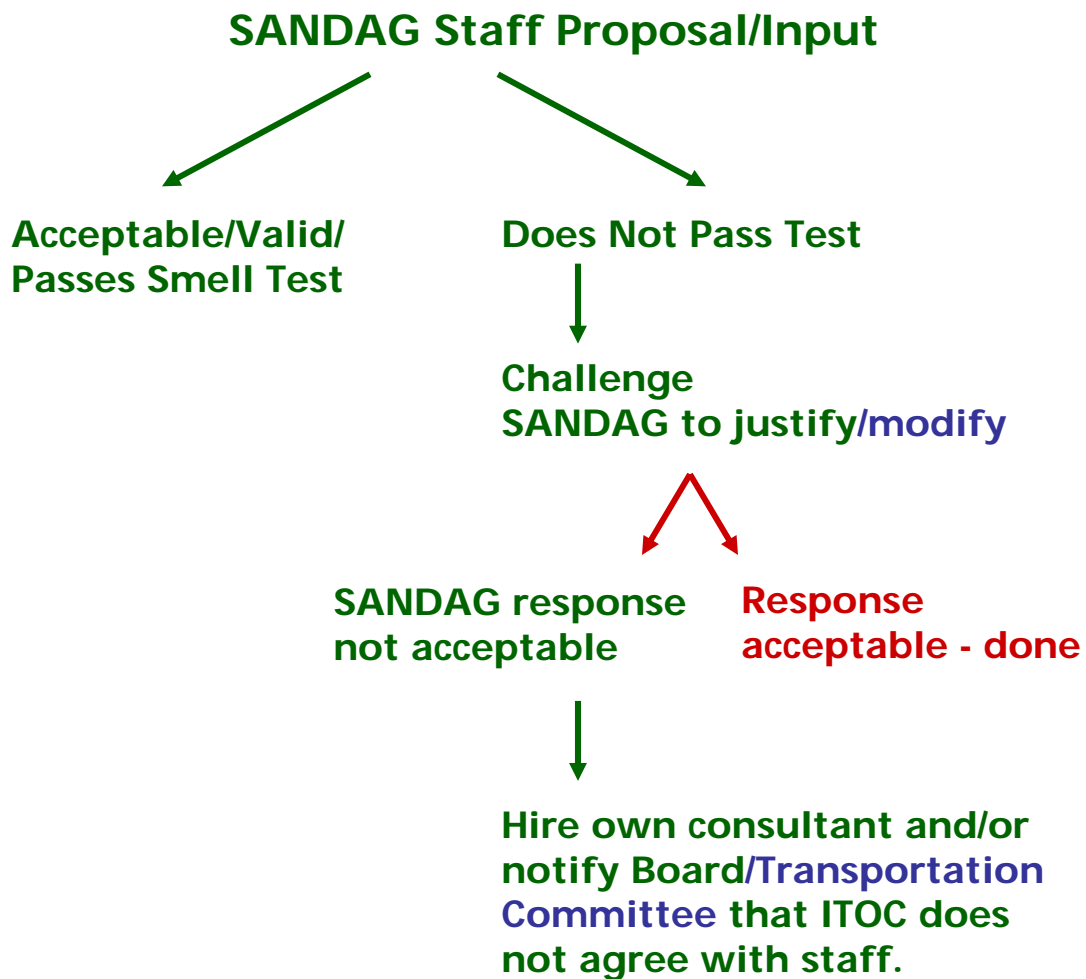 SANDAG Staff Proposal/Input
Acceptable/Valid/
Passes Smell Test
Does Not Pass Test
Challenge
SANDAG to justify/modify
SANDAG response
not acceptable
Response
acceptable - done
Hire own consultant and/or
notify Board/Transportation
Committee that ITOC does
not agree with staff.